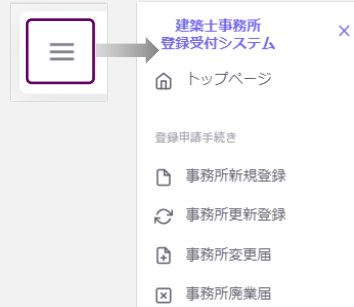 建築士事務所
登録受付システム
トップページ
登録申請手続き
事務所新規登録
事務所更新登録
事務所変更届
事務所廃業届